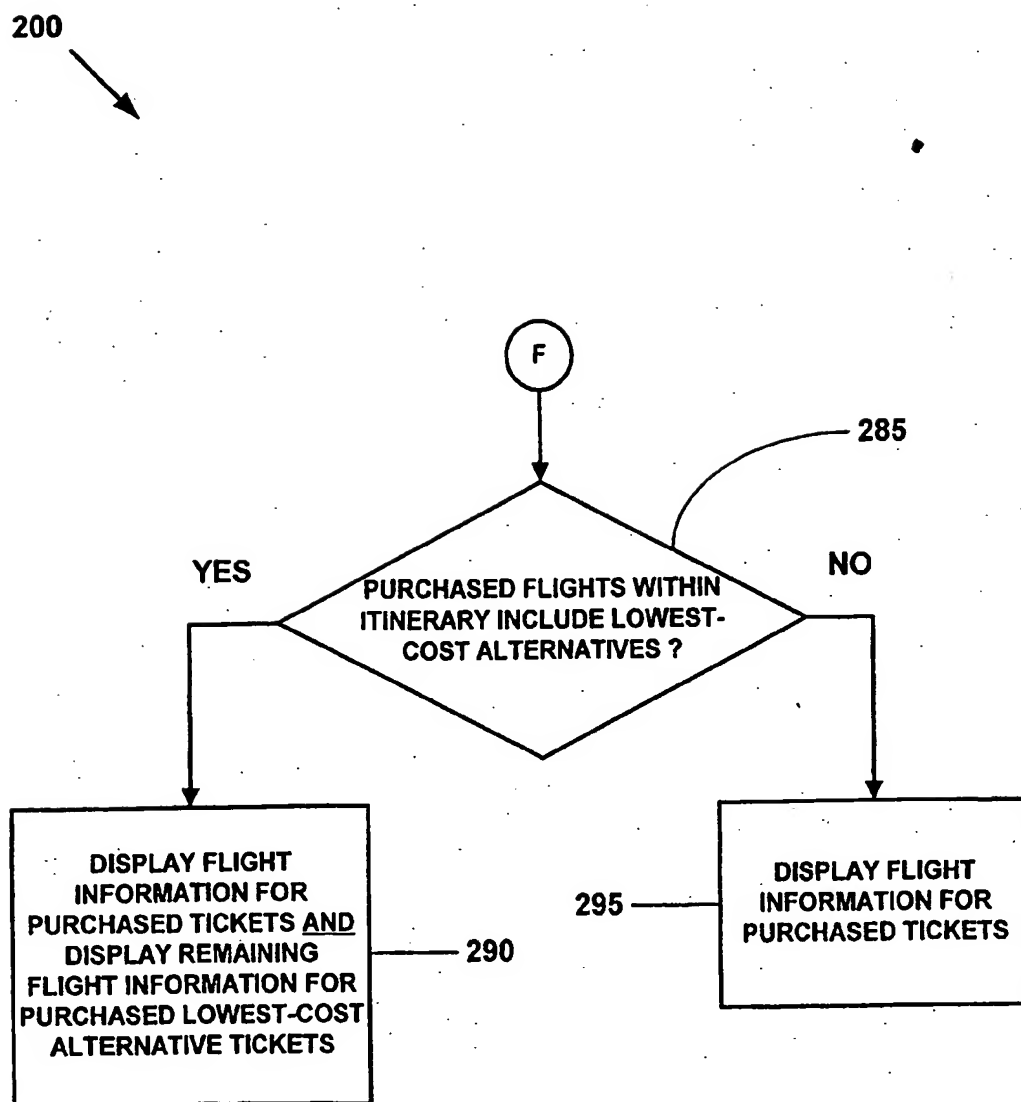 200
F
285
YES
NO
PURCHASED FLIGHTS WITHIN
ITINERARY INCLUDE LOWEST-
COST ALTERNATIVES ?
DISPLAY FLIGHT
INFORMATION FOR
PURCHASED TICKETS AND
DISPLAY REMAINING
FLIGHT INFORMATION FOR
PURCHASED LOWEST-COST
ALTERNATIVE TICKETS
290
295
DISPLAY FLIGHT
INFORMATION FOR
PURCHASED TICKETS